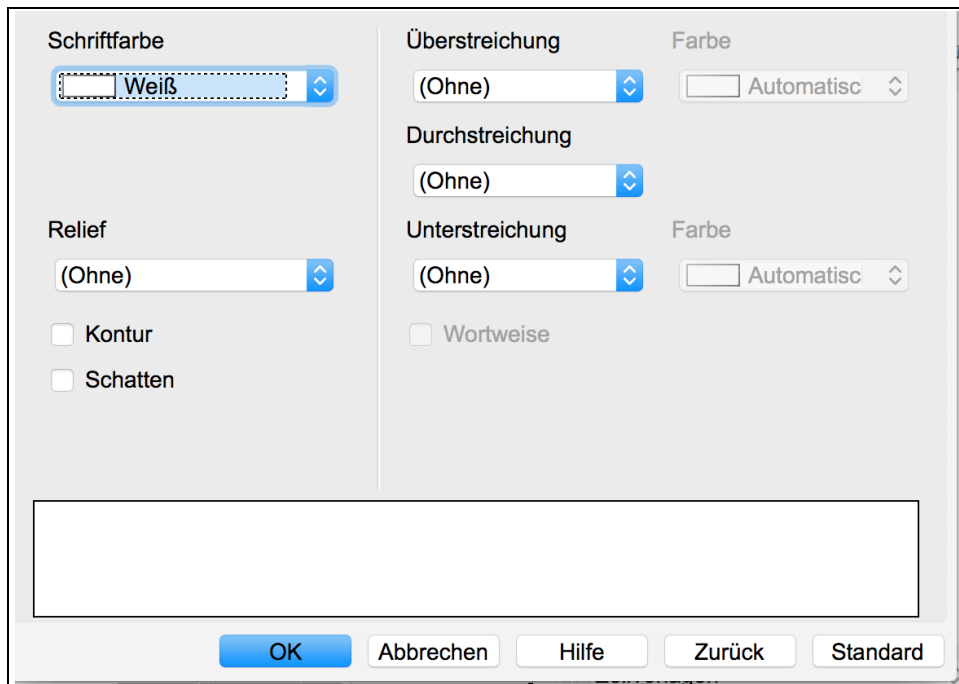 Schriftfarbe
Weiß
Relief
(Ohne)
Kontur
Schatten
Überstreichung
Farbe
(Ohne)
Automatisc
Durchstreichung
(Ohne)
Unterstreichung
Farbe
(Ohne)
Automatisc
Wortweise
OK
Abbrechen
Hilfe
Zurück
Standard